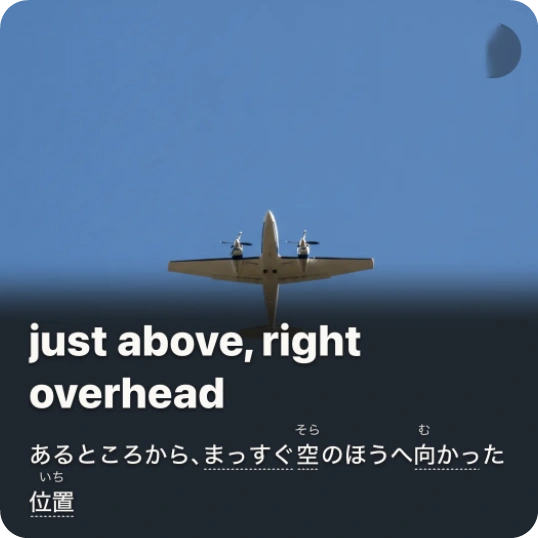 just above, right
overhead
そら む
あるところから、まっすぐ空のほうへ向かった
いち
位置